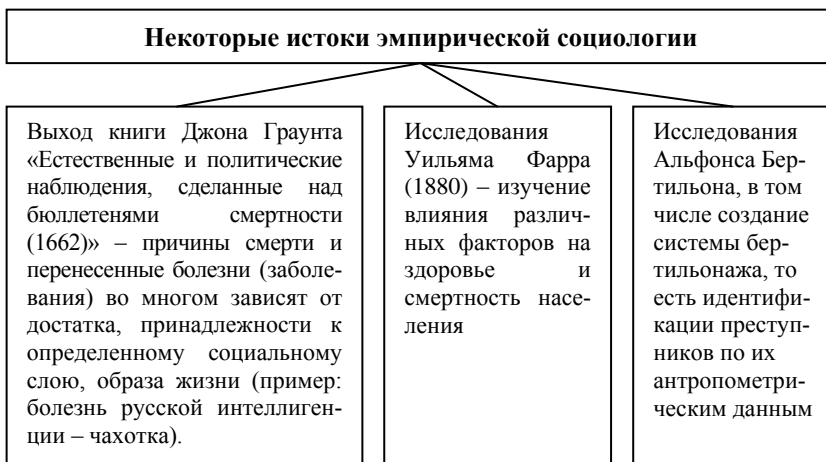 Некоторые истоки эмпирической социологии
Выход книги Джона Граунта
«Естественные и политические
наблюдения, сделанные над
бюллетенями смертности
(1662)» – причины смерти и
перенесенные болезни (заболе-
вания) во многом зависят от
достатка, принадлежности к
определенному социальному
слою, образа жизни (пример:
болезнь русской интеллиген-
ции – чахотка).
Исследования
Уильяма Фарра
(1880) – изучение
влияния различ-
ных факторов на
здоровье и
смертность насе-
ления
Исследования
Альфонса Бер-
тильона, в том
числе создание
системы бер-
тильонажа, то
есть идентифи-
кации преступ-
ников по их
антропометри-
ческим данным